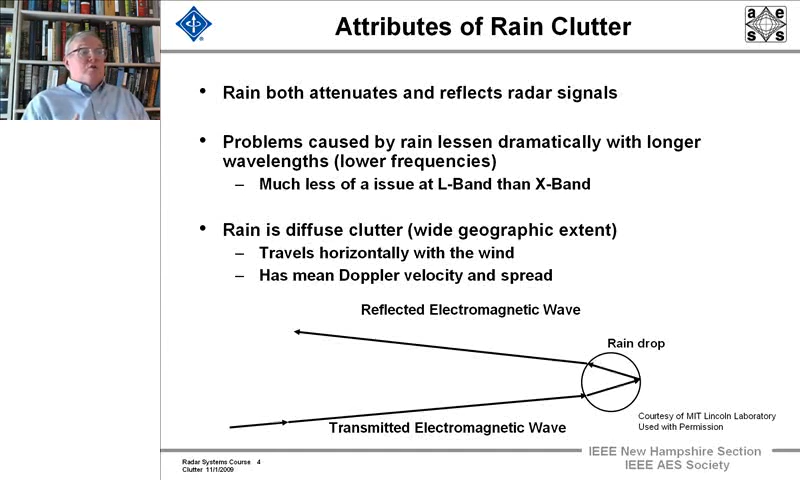 Attributes of Rain Clutter
a e
s s
• Rain both attenuates and reflects radar signals
• Problems caused by rain lessen dramatically with longer
wavelengths (lower frequencies)
– Much less of a issue at L-Band than X-Band
• Rain is diffuse clutter (wide geographic extent)
– Travels horizontally with the wind
– Has mean Doppler velocity and spread
Reflected Electromagnetic Wave
Rain drop
Transmitted Electromagnetic Wave
Courtesy of MIT Lincoln Laboratory
Used with Permission
Radar Systems Course 4
Clutter 11/1/2009
IEEE New Hampshire Section
IEEE AES Society